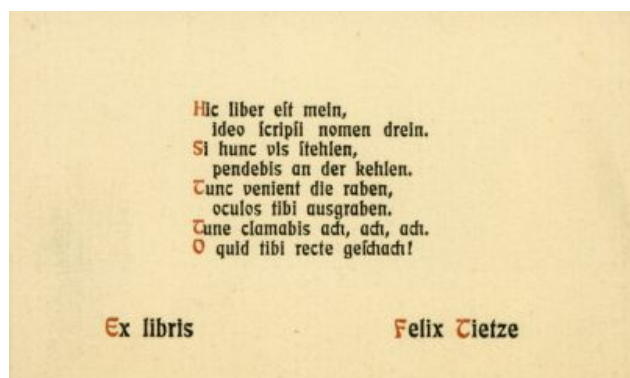 Hic liber eſt mein,
ideo ſcripſi nomen drein.
Si hunc vis ſtehlen,
pendebis an der kehlen.
Tunc venient die raben,
oculos tibi ausgraben.
Tunc clamabis ach, ach, ach.
O quid tibi recte geſchach!
Ex libris
Felix Tietze